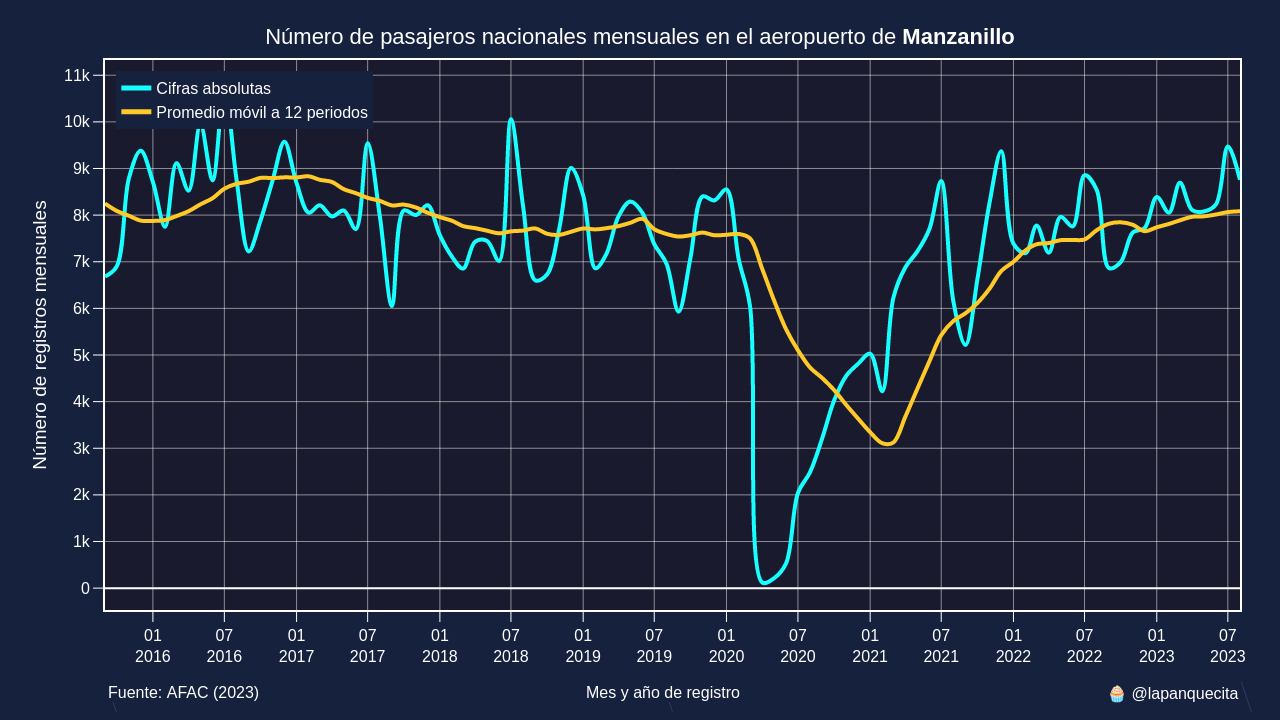 Número de pasajeros nacionales mensuales en el aeropuerto de Manzanillo
Cifras absolutas
Promedio móvil a 12 periodos
Número de registros mensuales
11k
10k
9k
8k
7k
6k
5k
4k
3k
2k
1k
0
01 07 01 07 01 07 01 07 01 07 01 07 01 07 01 07
2016 2016 2017 2017 2018 2018 2019 2019 2020 2020 2021 2021 2022 2022 2023 2023
Fuente: AFAC (2023) Mes y año de registro 🧁 @lapanquecita